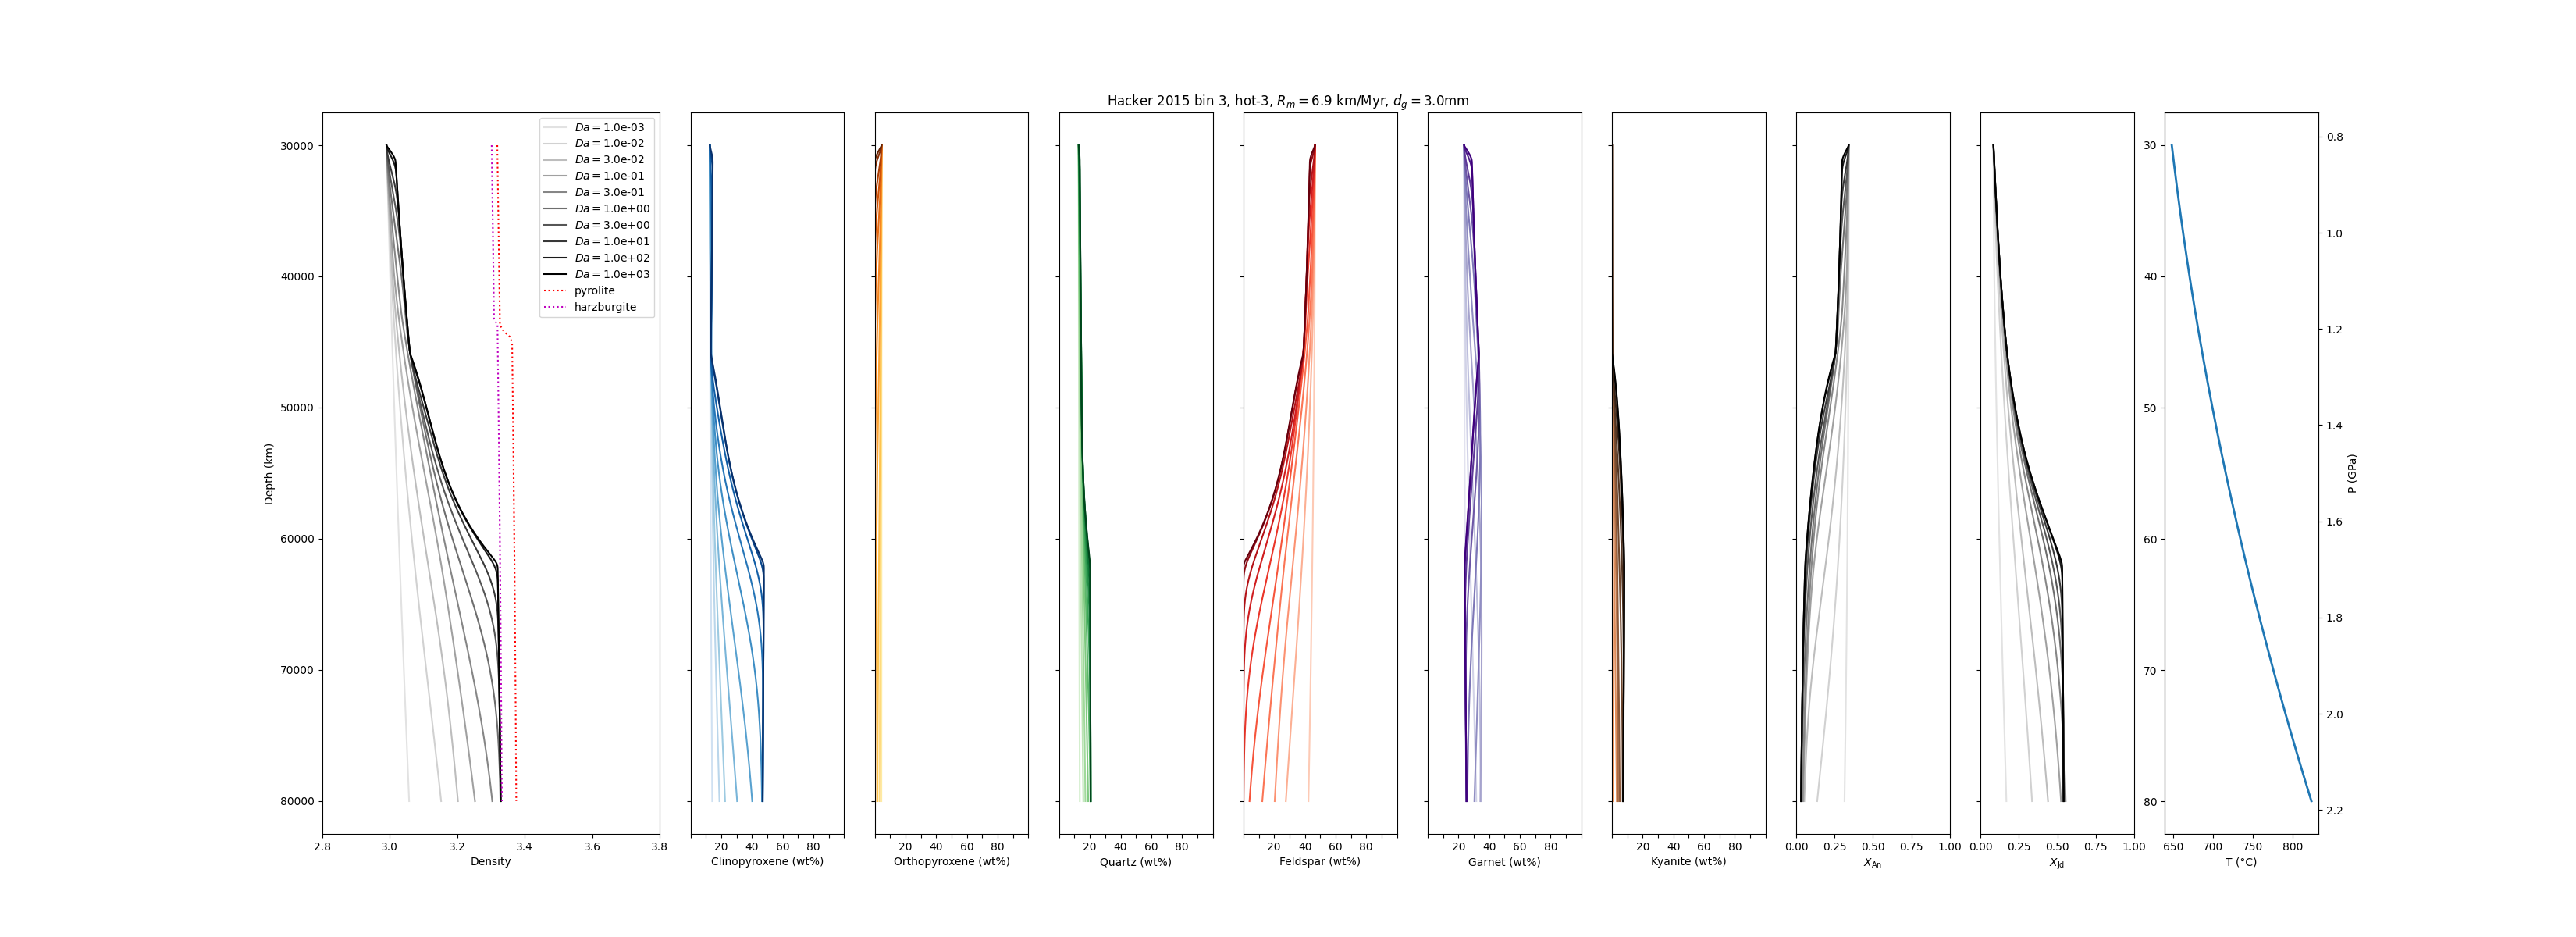 Hacker 2015 bin 3, hot-3, Rm = 6.9 km/Myr, dg = 3.0mm
Da = 1.0e-03
Da = 1.0e-02
Da = 3.0e-02
Da = 1.0e-01
Da = 3.0e-01
Da = 1.0e+00
Da = 3.0e+00
Da = 1.0e+01
Da = 1.0e+02
Da = 1.0e+03
pyrolite
harzburgite
Depth (km)
30000
40000
50000
60000
70000
80000
2.8 3.0 3.2 3.4 3.6 3.8
Density
20 40 60 80
Clinopyroxene (wt%)
20 40 60 80
Orthopyroxene (wt%)
20 40 60 80
Quartz (wt%)
20 40 60 80
Feldspar (wt%)
20 40 60 80
Garnet (wt%)
20 40 60 80
Kyanite (wt%)
0.00 0.25 0.50 0.75 1.00
XAn
0.00 0.25 0.50 0.75 1.00
XJd
30
40
50
60
70
80
650 700 750 800
T (°C)
0.8
1.0
1.2
1.4
1.6
1.8
2.0
2.2
P (GPa)